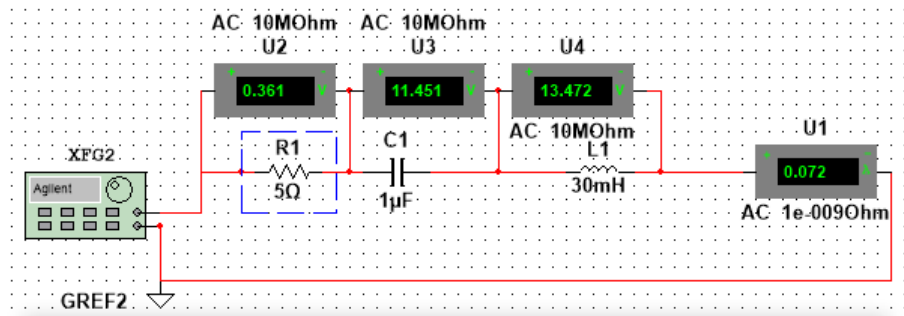 AC 10MOhm
U2
0.361 V
AC 10MOhm
U3
11.451 V
U4
13.472 V
AC 10MOhm
XFG2
Agilent
R1
5Ω
C1
1µF
L1
30mH
U1
0.072 A
AC 1e-009Ohm
GREF2